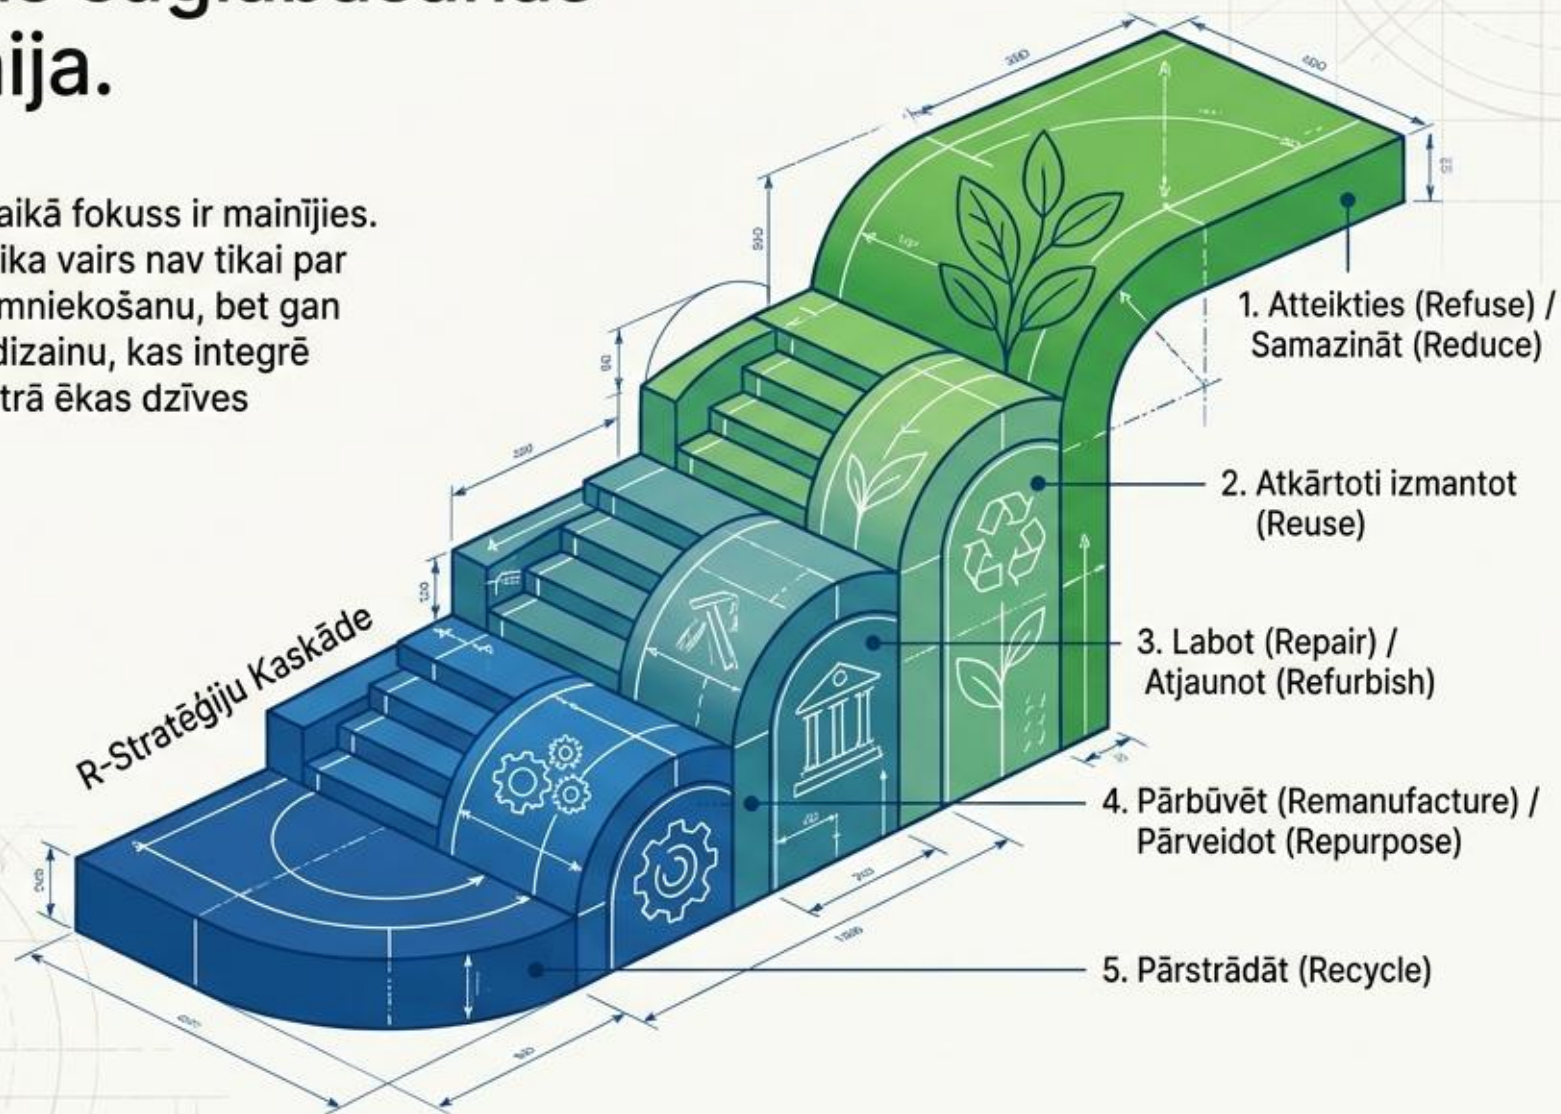 nija.
aikā fokuss ir mainījies.
ika vairs nav tikai par
mniekošanu, bet gan
dizainu, kas integrē
trā ēkas dzīves
R-Stratēģiju Kaskāde
1. Atteikties (Refuse) /
Samazināt (Reduce)
2. Atkārtoti izmantot
(Reuse)
3. Labot (Repair) /
Atjaunot (Refurbish)
4. Pārbūvēt (Remanufacture) /
Pārveidot (Repurpose)
5. Pārstrādāt (Recycle)